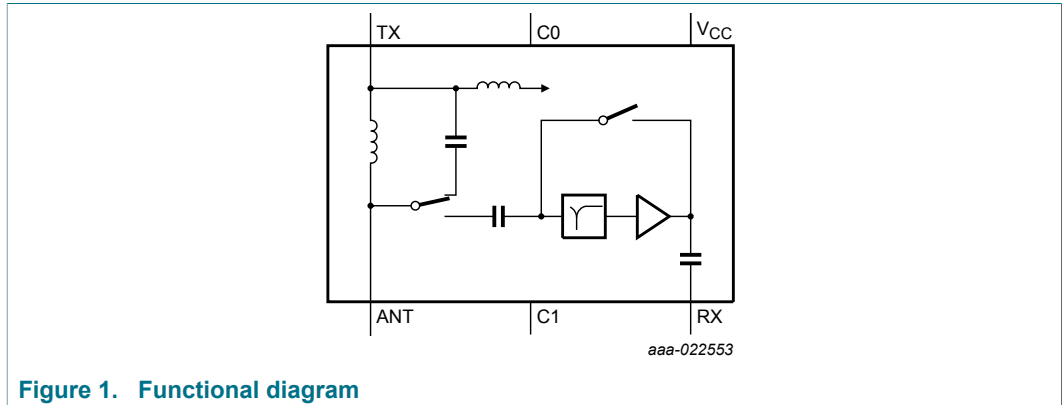 TX C0 VCC
ANT C1 RX
aaa-022553
Figure 1. Functional diagram